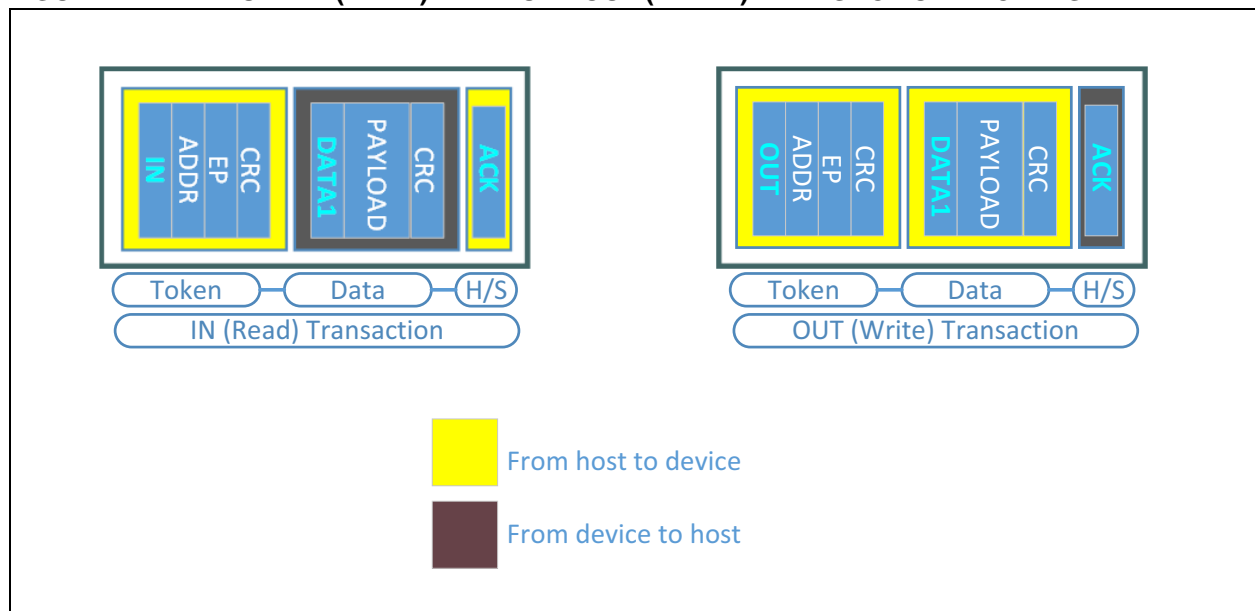 IN
ADDR
EP
CRC
DATA1
PAYLOAD
CRC
ACK
Token
Data
H/S
IN (Read) Transaction
OUT
ADDR
EP
CRC
DATA1
PAYLOAD
CRC
ACK
Token
Data
H/S
OUT (Write) Transaction
From host to device
From device to host